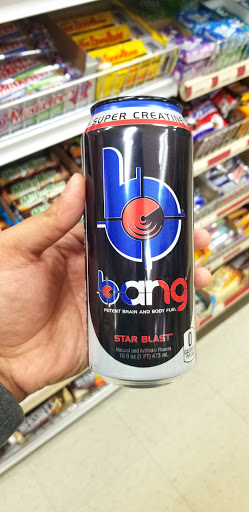 SUPER CREATINE
b
bang
POTENT BRAIN AND BODY FUEL
STAR BLAST™
Natural and Artificial Flavors
16 fl oz (1 PT) 473 mL
0